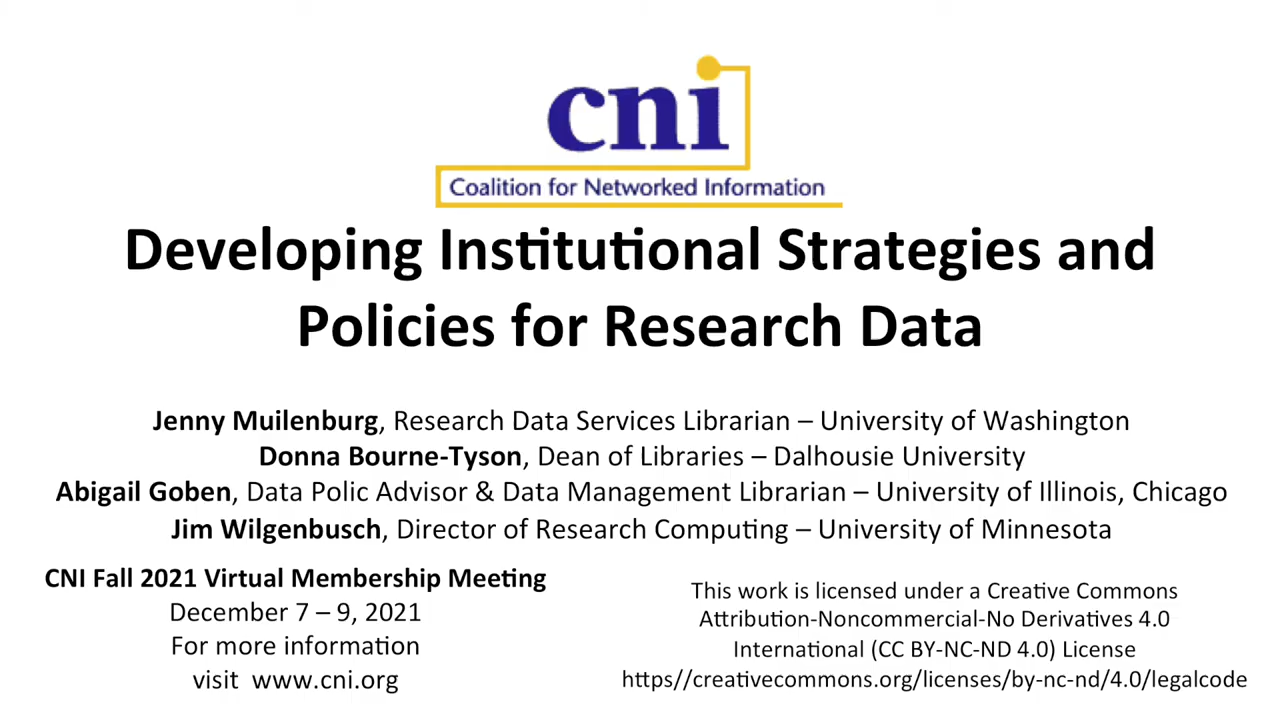 cni
Coalition for Networked Information
Developing Institutional Strategies and
Policies for Research Data
Jenny Muilenburg, Research Data Services Librarian – University of Washington
Donna Bourne-Tyson, Dean of Libraries – Dalhousie University
Abigail Goben, Data Polic Advisor & Data Management Librarian – University of Illinois, Chicago
Jim Wilgenbusch, Director of Research Computing – University of Minnesota
CNI Fall 2021 Virtual Membership Meeting
December 7 – 9, 2021
For more information
visit www.cni.org
This work is licensed under a Creative Commons
Attribution-Noncommercial-No Derivatives 4.0
International (CC BY-NC-ND 4.0) License
https//creativecommons.org/licenses/by-nc-nd/4.0/legalcode